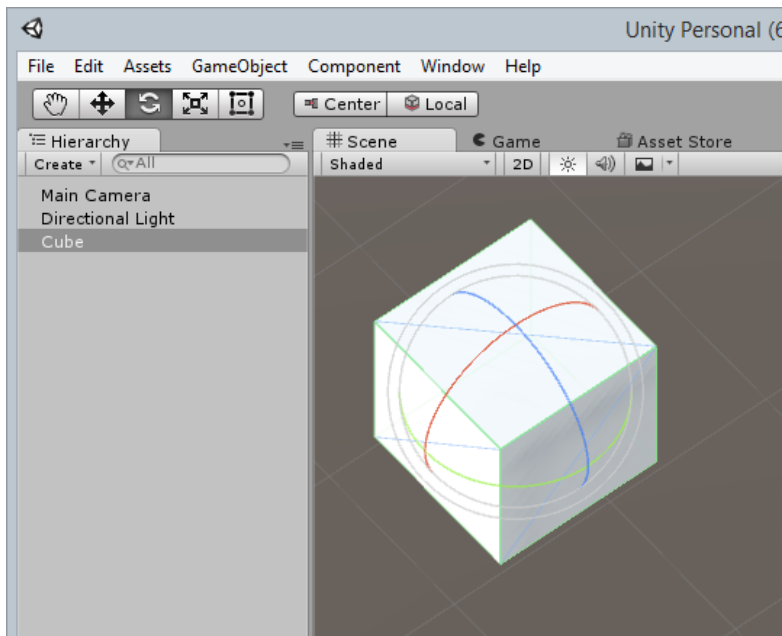 Unity Personal (6
File Edit Assets GameObject Component Window Help
Center Local
Hierarchy
Create All
Scene Game Asset Store
Shaded 2D
Main Camera
Directional Light
Cube